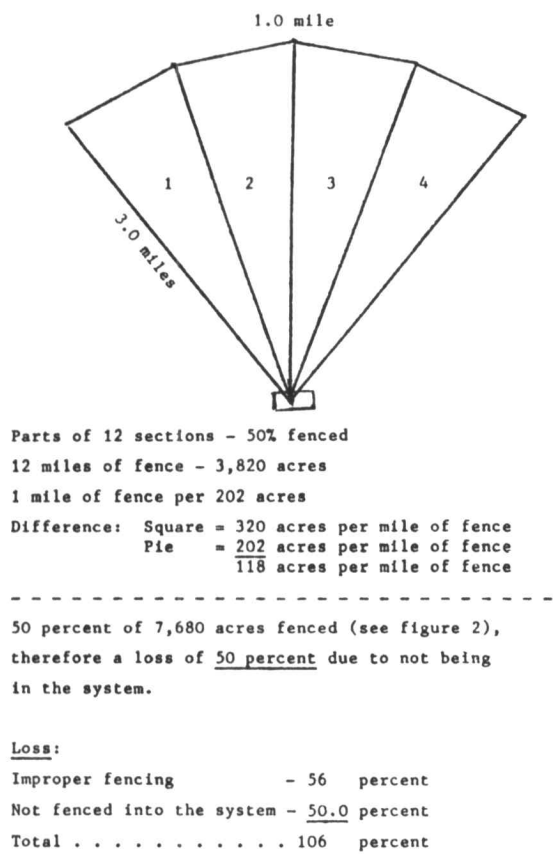 1.0 mile
1
2
3
4
3.0 miles
Parts of 12 sections - 50% fenced
12 miles of fence - 3,820 acres
1 mile of fence per 202 acres
Difference: Square = 320 acres per mile of fence
Pie = 202 acres per mile of fence
118 acres per mile of fence
50 percent of 7,680 acres fenced (see figure 2),
therefore a loss of 50 percent due to not being
in the system.
Loss:
Improper fencing - 56 percent
Not fenced into the system - 50.0 percent
Total . . . . . . . . . . . 106 percent